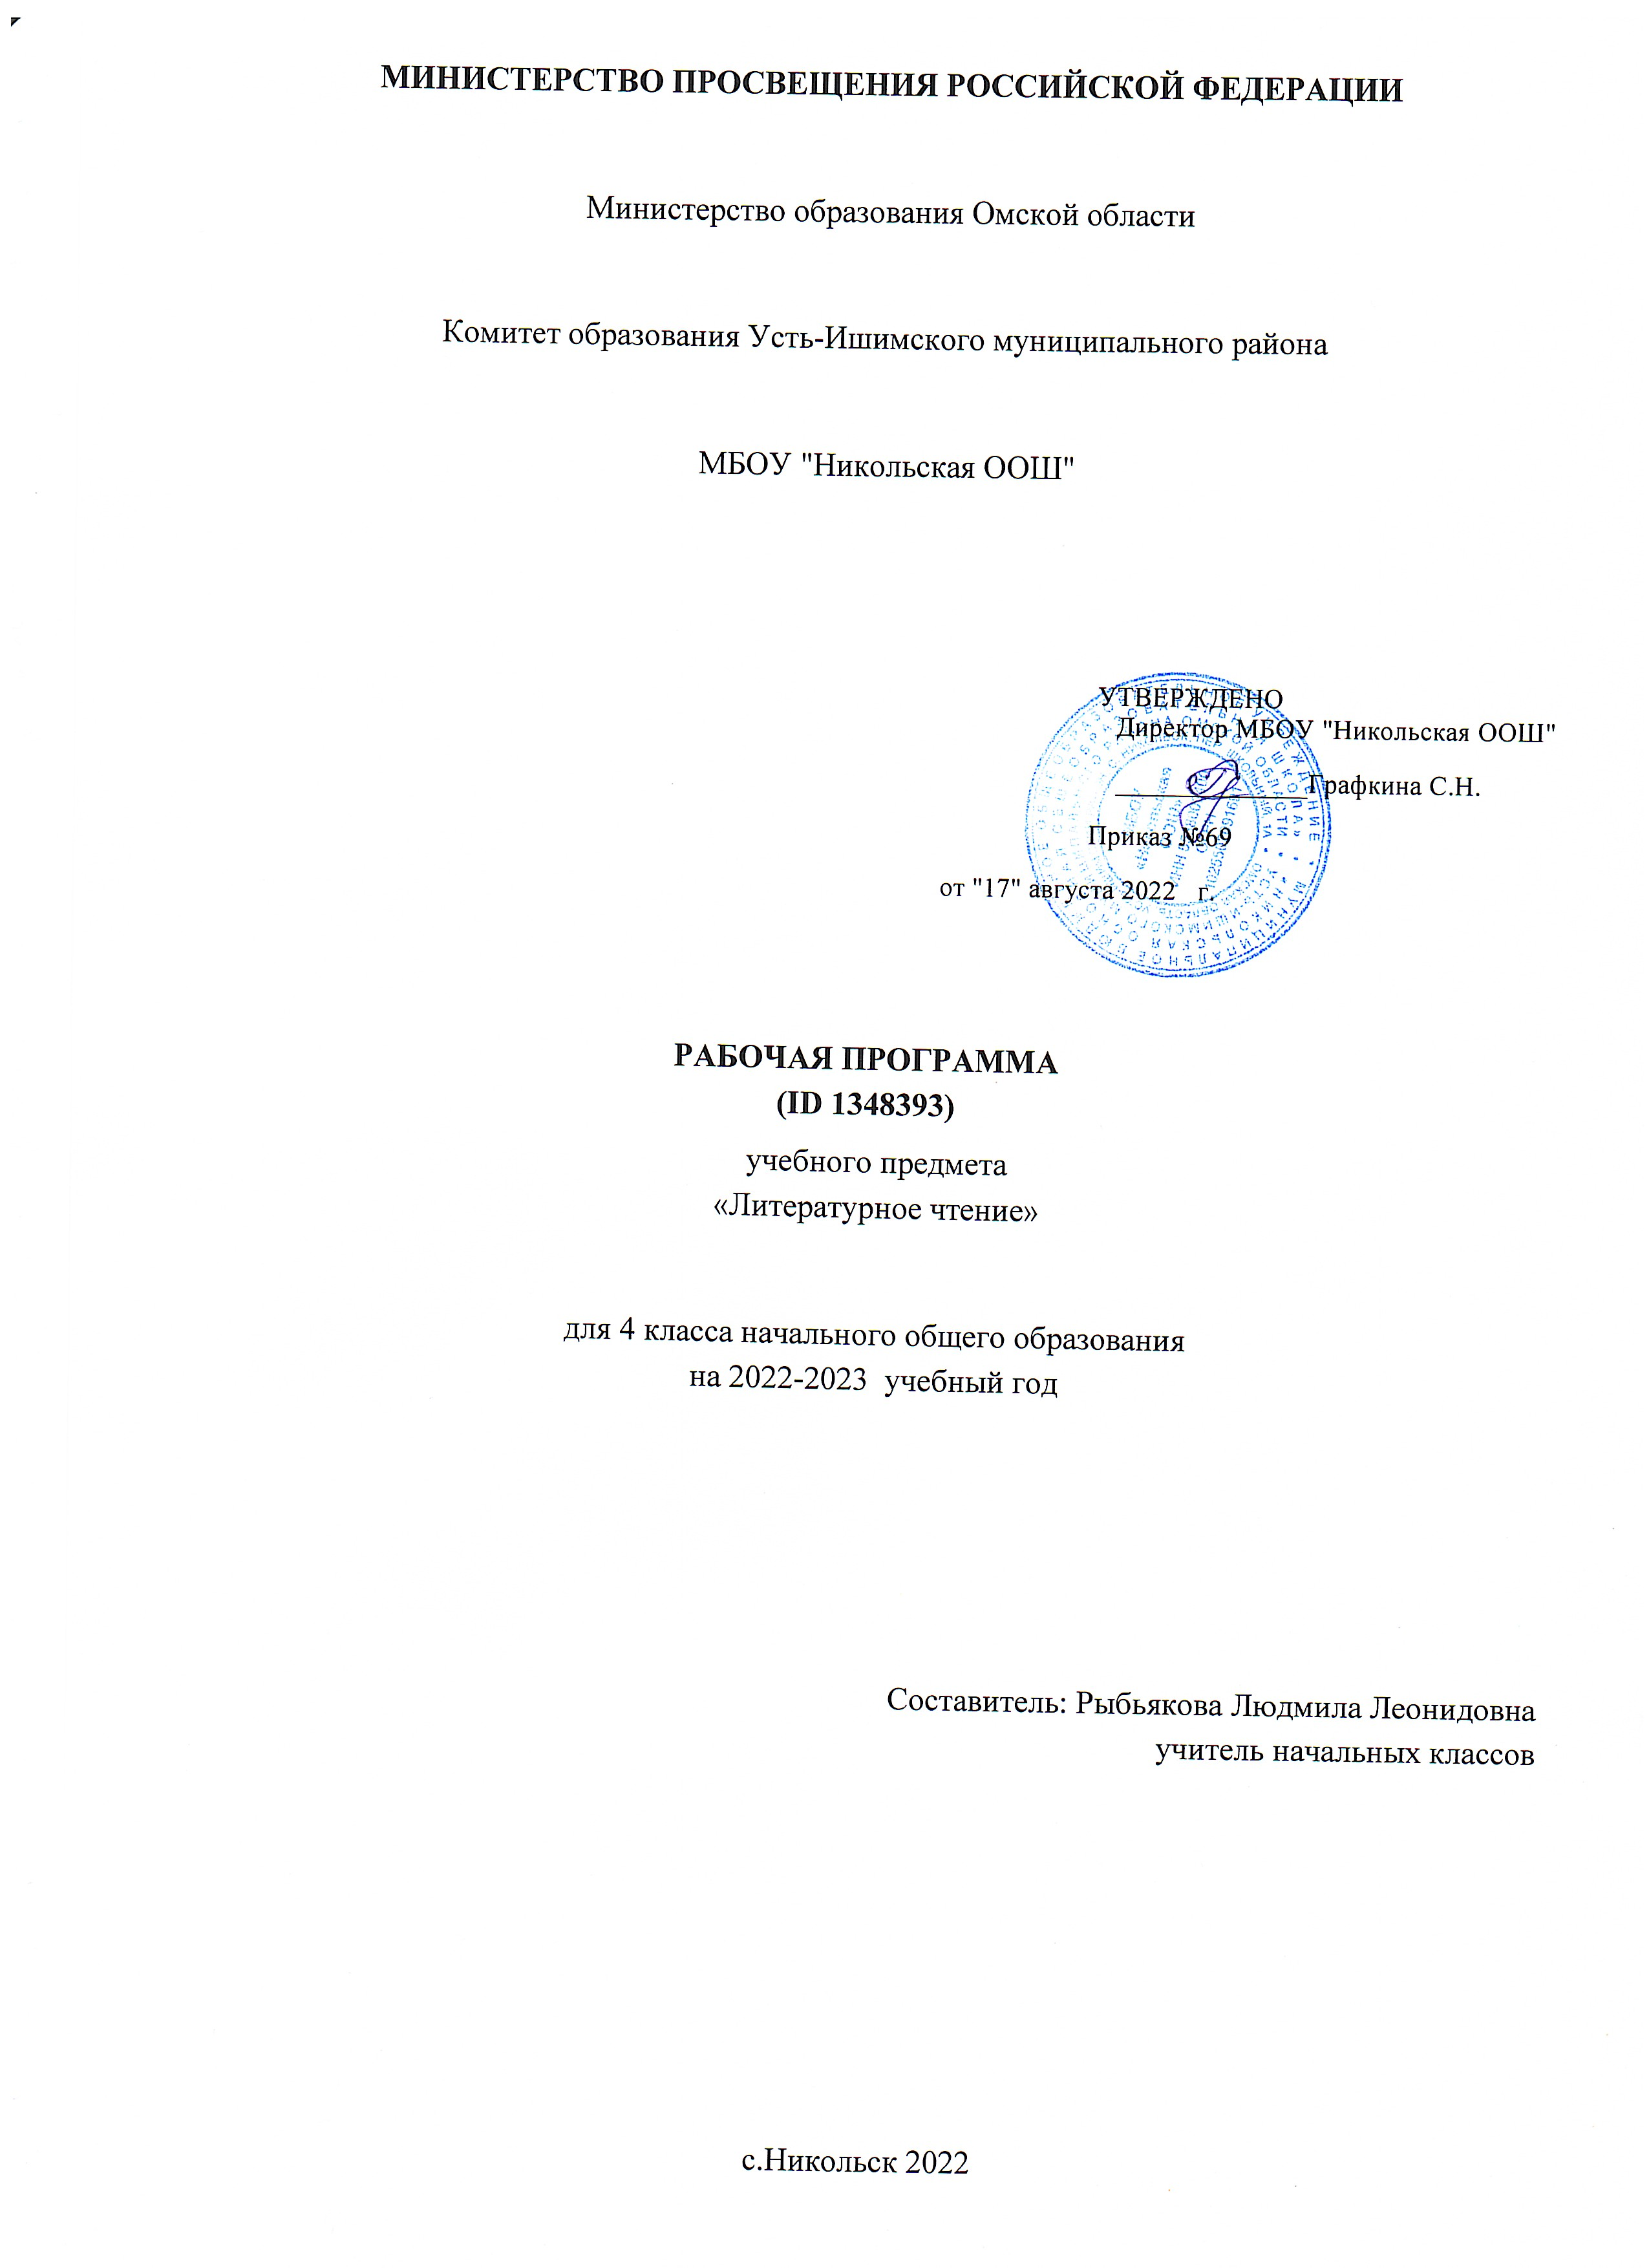 МИНИСТЕРСТВО ПРОСВЕЩЕНИЯ РОССИЙСКОЙ ФЕДЕРАЦИИ
Министерство образования Омской области
Комитет образования Усть-Ишимского муниципального района
МБОУ "Никольская ООШ"
УТВЕРЖДЕНО
Директор МБОУ "Никольская ООШ"
Графкина С.Н.
Приказ №69
от "17" августа 2022 г.
РАБОЧАЯ ПРОГРАММА
(ID 1348393)
учебного предмета
«Литературное чтение»
для 4 класса начального общего образования
на 2022-2023 учебный год
Составитель: Рыбьякова Людмила Леонидовна
учитель начальных классов
с.Никольск 2022